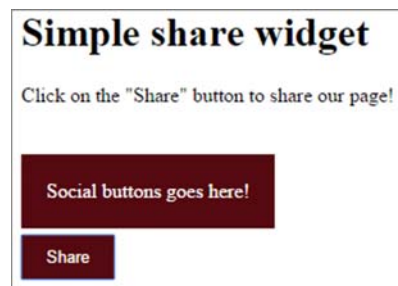 Simple share widget
Click on the "Share" button to share our page!
Social buttons goes here!
Share